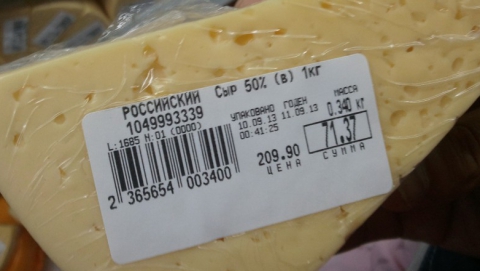 РОССИЙСКИЙ Сыр 50% (в) 1кг
1049993339
L:1685 H:01 (0000)
УПАКОВАНО ГОДЕН
10.09.13 11.09.13
00:41:25
МАССА
0.340 кг
209.90
ЦЕНА
71.37
СУММА
2 365654 003400